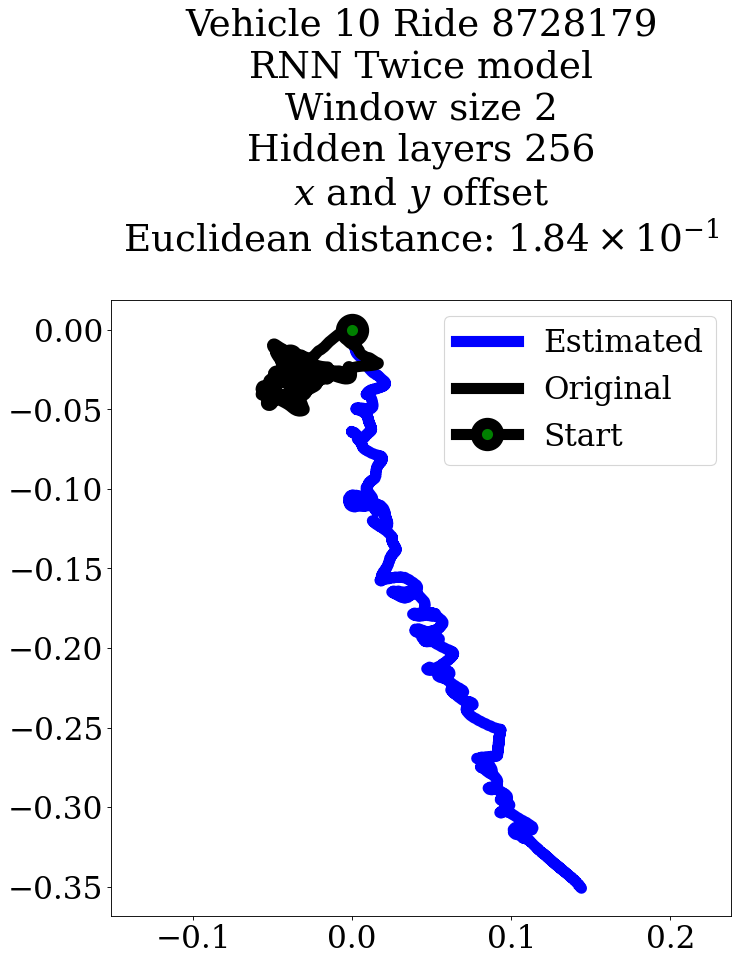 Vehicle 10 Ride 8728179
RNN Twice model
Window size 2
Hidden layers 256
x and y offset
Euclidean distance: 1.84 × 10⁻¹
Estimated
Original
Start
0.00
−0.05
−0.10
−0.15
−0.20
−0.25
−0.30
−0.35
−0.1 0.0 0.1 0.2